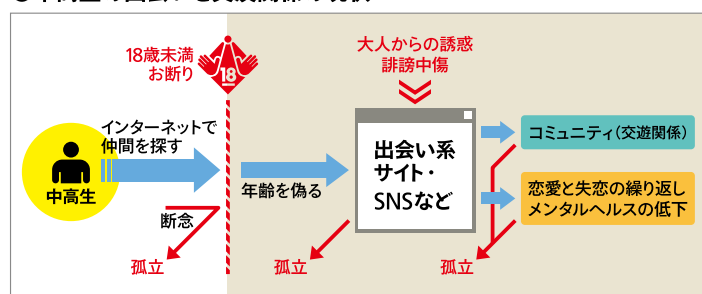 18歳未満
お断り
18
大人からの誘惑
誹謗中傷
インターネットで
仲間を探す
中高生
年齢を偽る
断念
孤立
出会い系
サイト・
SNSなど
孤立
コミュニティ(交遊関係)
恋愛と失恋の繰り返し
メンタルヘルスの低下
孤立